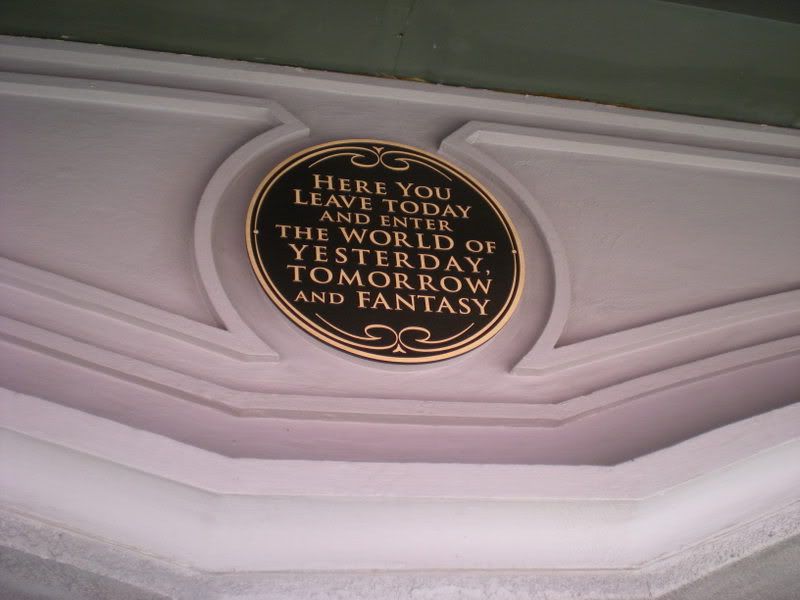 Here You
Leave Today
and enter
the World of
Yesterday,
Tomorrow
and Fantasy